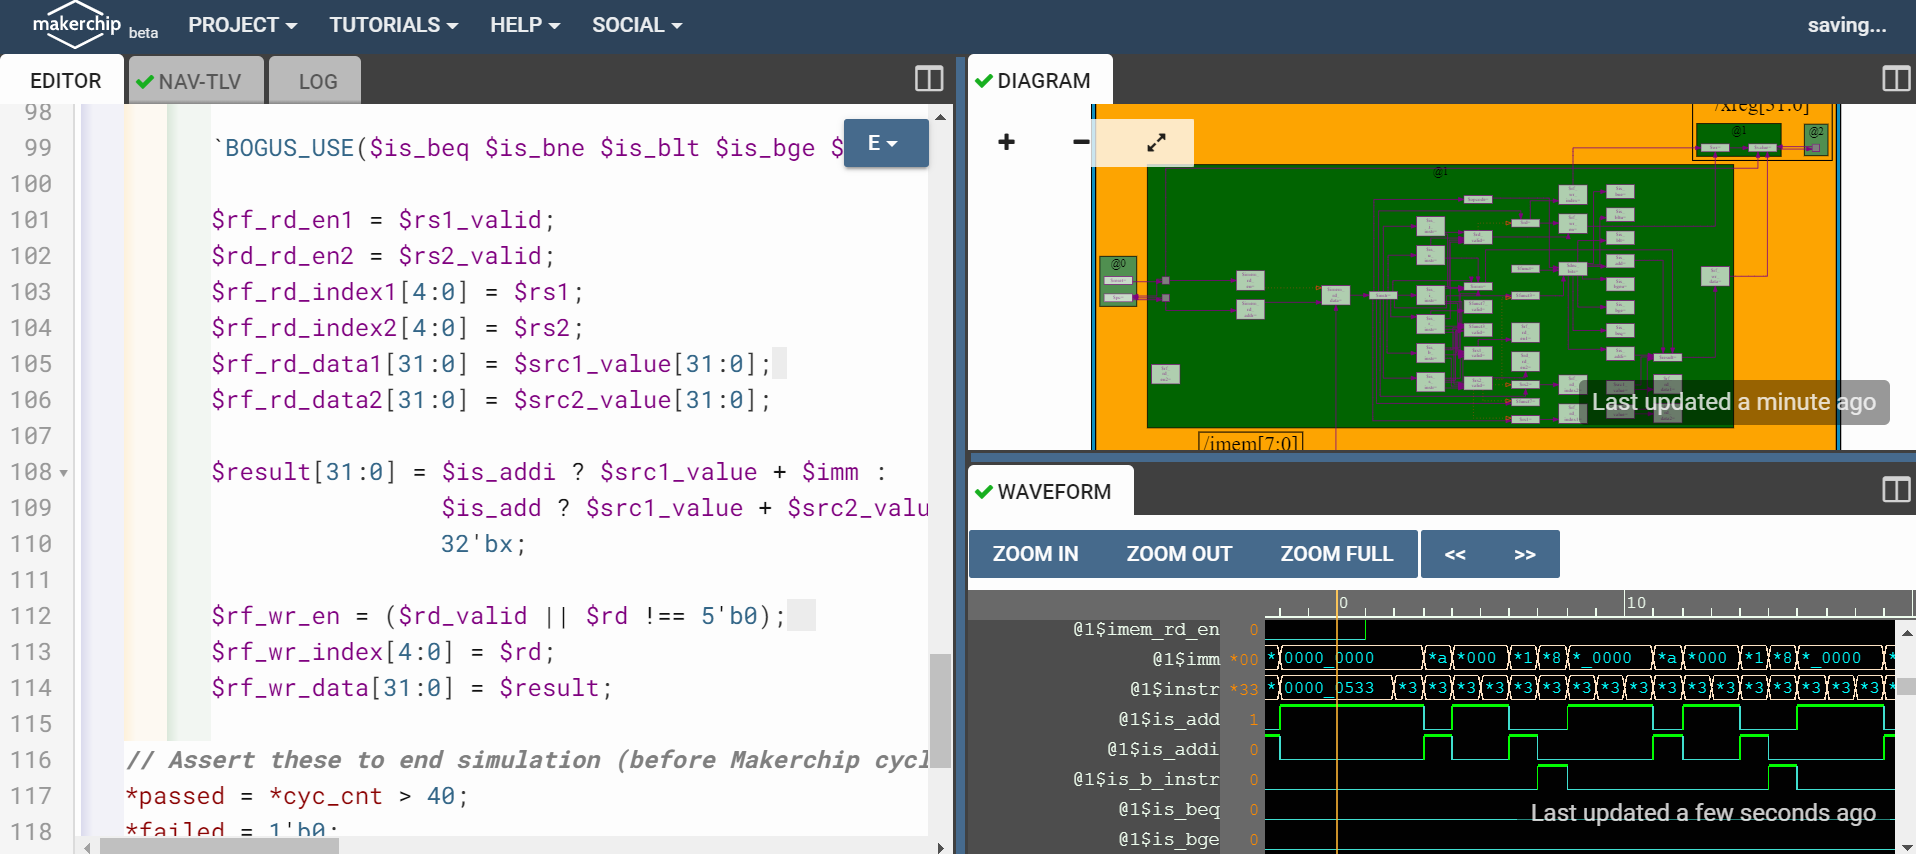 makerchip beta PROJECT TUTORIALS HELP SOCIAL saving...
EDITOR NAV-TLV LOG
98
99 `BOGUS_USE($is_beq $is_bne $is_blt $is_bge $
E
100
101 $rf_rd_en1 = $rs1_valid;
102 $rd_rd_en2 = $rs2_valid;
103 $rf_rd_index1[4:0] = $rs1;
104 $rf_rd_index2[4:0] = $rs2;
105 $rf_rd_data1[31:0] = $src1_value[31:0];
106 $rf_rd_data2[31:0] = $src2_value[31:0];
107
108 $result[31:0] = $is_addi ? $src1_value + $imm :
109 $is_add ? $src1_value + $src2_valu
110 32'bx;
111
112 $rf_wr_en = ($rd_valid || $rd !== 5'b0);
113 $rf_wr_index[4:0] = $rd;
114 $rf_wr_data[31:0] = $result;
115
116 // Assert these to end simulation (before Makerchip cycl
117 *passed = *cyc_cnt > 40;
118 *failed = 1'b0;
DIAGRAM
+ −
/xreg[31:0]
@1 @2
@1
@0
/imem[7:0]
Last updated a minute ago
WAVEFORM
ZOOM IN ZOOM OUT ZOOM FULL << >>
0 10
@1$imem_rd_en 0
@1$imm *00 * 0000_0000 *a *000 *1 *8 *_0000 *a *000 *1 *8 *_0000 *
@1$instr *33 * 0000_0533 *3 *3 *3 *3 *3 *3 *3 *3 *3 *3 *3 *3 *3 *3 *3 *3 *3 *
@1$is_add 1
@1$is_addi 0
@1$is_b_instr 0
@1$is_beq 0
@1$is_bge 0
Last updated a few seconds ago